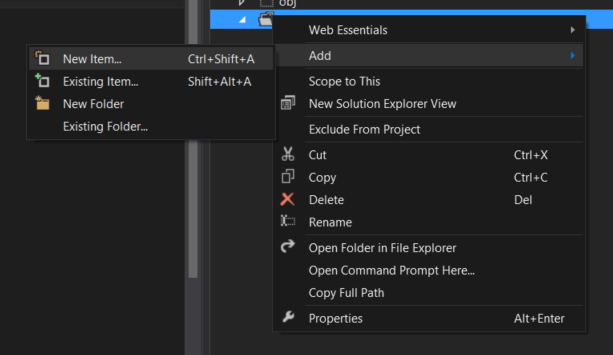 obj
Web Essentials
Add
New Item... Ctrl+Shift+A
Existing Item... Shift+Alt+A
New Folder
Existing Folder...
Scope to This
New Solution Explorer View
Exclude From Project
Cut Ctrl+X
Copy Ctrl+C
Delete Del
Rename
Open Folder in File Explorer
Open Command Prompt Here...
Copy Full Path
Properties Alt+Enter